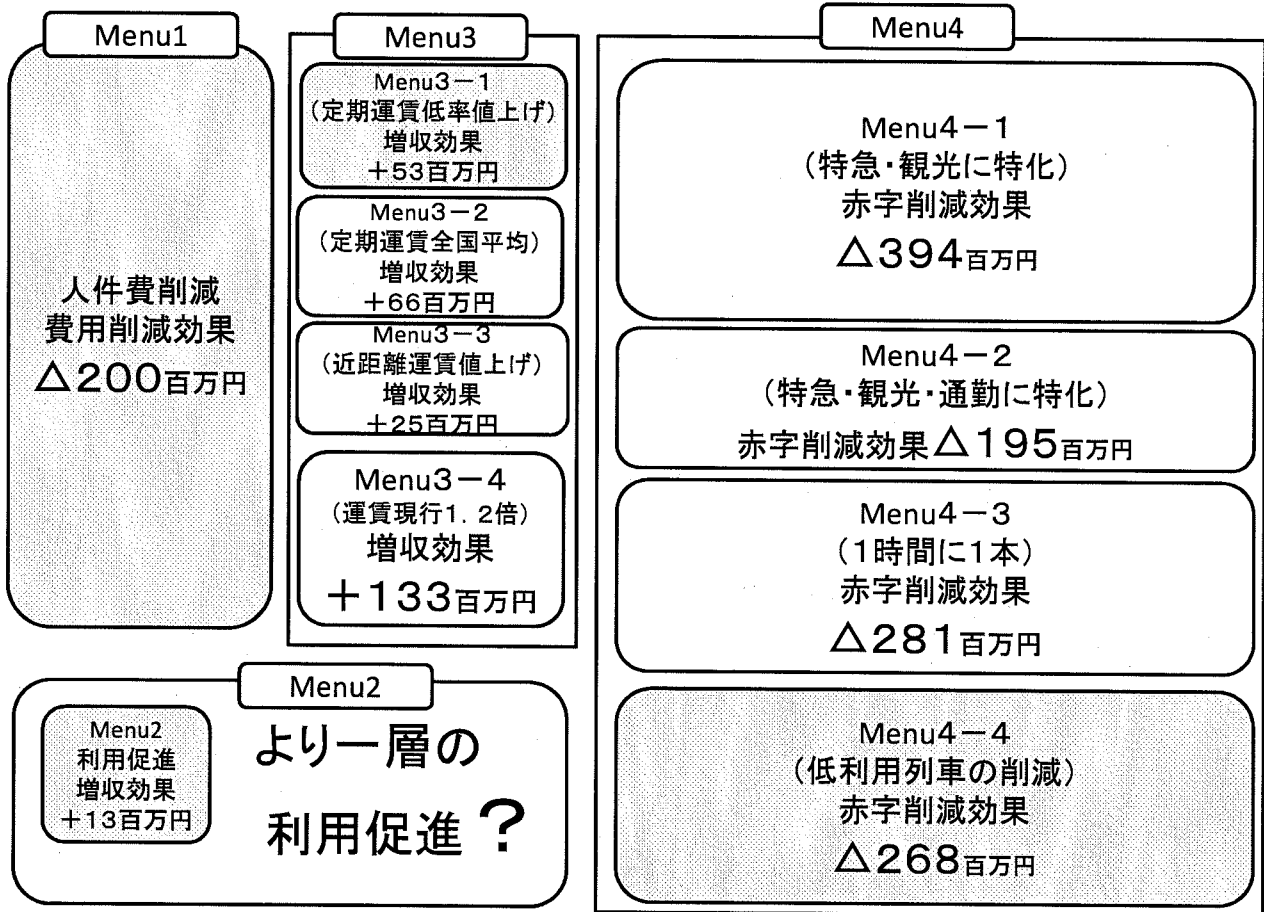 Menu1
人件費削減
費用削減効果
△200百万円
Menu3
Menu3－1
（定期運賃低率値上げ）
増収効果
＋53百万円
Menu3－2
（定期運賃全国平均）
増収効果
＋66百万円
Menu3－3
（近距離運賃値上げ）
増収効果
＋25百万円
Menu3－4
（運賃現行1．2倍）
増収効果
＋133百万円
Menu2
Menu2
利用促進
増収効果
＋13百万円
より一層の
利用促進？
Menu4
Menu4－1
（特急・観光に特化）
赤字削減効果
△394百万円
Menu4－2
（特急・観光・通勤に特化）
赤字削減効果△195百万円
Menu4－3
（1時間に1本）
赤字削減効果
△281百万円
Menu4－4
（低利用列車の削減）
赤字削減効果
△268百万円